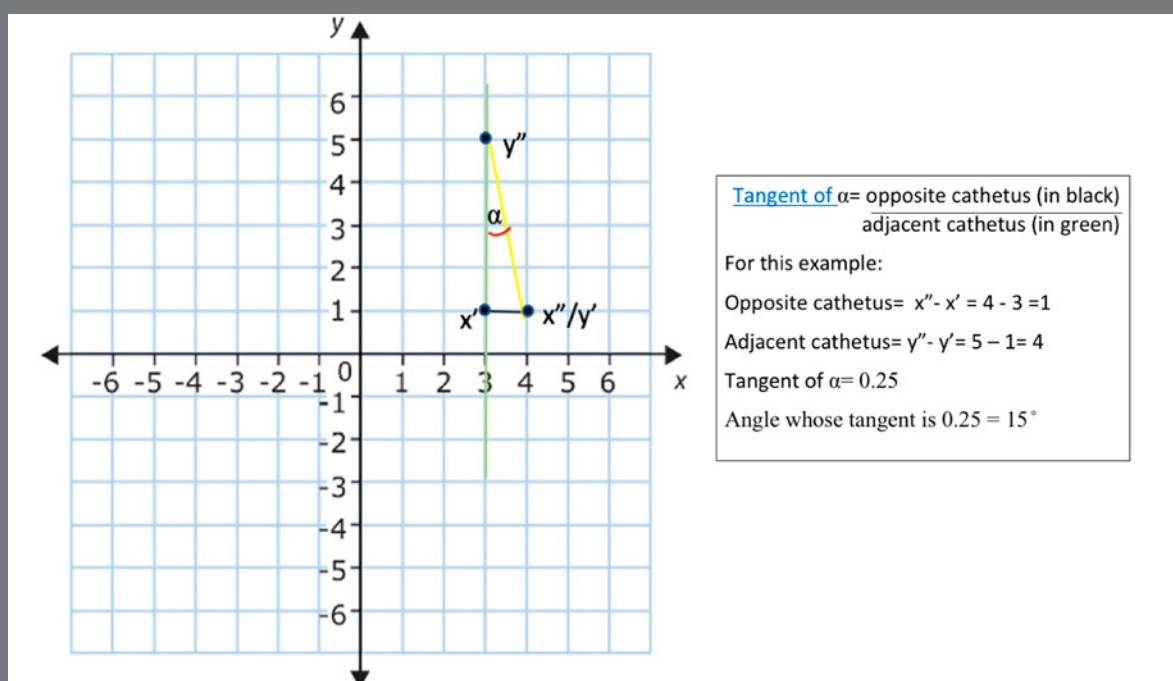 y
6
5
y″
4
α
3
2
1
x′
x″/y′
-6 -5 -4 -3 -2 -1 0 1 2 3 4 5 6 x
-1
-2
-3
-4
-5
-6
Tangent of α= opposite cathetus (in black)
adjacent cathetus (in green)
For this example:
Opposite cathetus= x″- x′ = 4 - 3 =1
Adjacent cathetus= y″- y′= 5 – 1= 4
Tangent of α= 0.25
Angle whose tangent is 0.25 = 15°